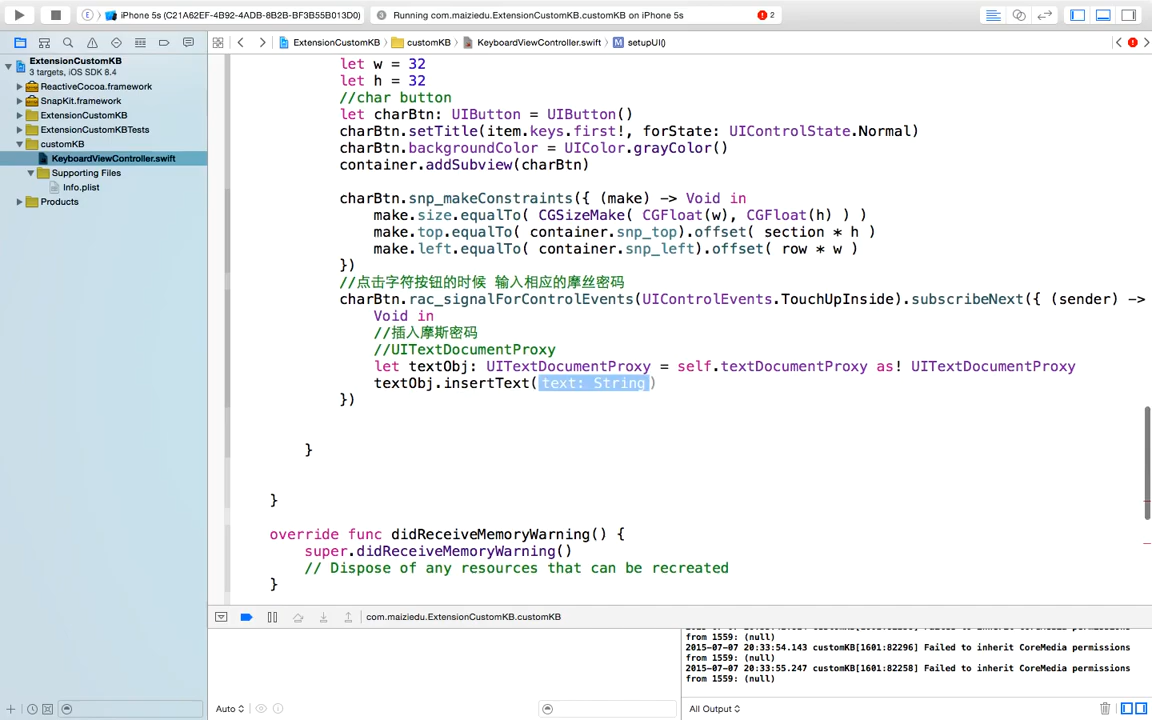 iPhone 5s (C21A62EF-4B92-4ADB-8B2B-BF3B55B013D0)
Running com.maiziedu.ExtensionCustomKB.customKB on iPhone 5s
2
ExtensionCustomKB
customKB
KeyboardViewController.swift
setupUI()
ExtensionCustomKB
3 targets, iOS SDK 8.4
ReactiveCocoa.framework
SnapKit.framework
ExtensionCustomKB
ExtensionCustomKBTests
customKB
KeyboardViewController.swift
Supporting Files
Info.plist
Products
let w = 32
let h = 32
//char button
let charBtn: UIButton = UIButton()
charBtn.setTitle(item.keys.first!, forState: UIControlState.Normal)
charBtn.backgroundColor = UIColor.grayColor()
container.addSubview(charBtn)
charBtn.snp_makeConstraints({ (make) -> Void in
make.size.equalTo( CGSizeMake( CGFloat(w), CGFloat(h) ) )
make.top.equalTo( container.snp_top).offset( section * h )
make.left.equalTo( container.snp_left).offset( row * w )
})
//点击字符按钮的时候 输入相应的摩丝密码
charBtn.rac_signalForControlEvents(UIControlEvents.TouchUpInside).subscribeNext({ (sender) ->
Void in
//插入摩斯密码
//UITextDocumentProxy
let textObj: UITextDocumentProxy = self.textDocumentProxy as! UITextDocumentProxy
textObj.insertText(text: String)
})
}
}
override func didReceiveMemoryWarning() {
super.didReceiveMemoryWarning()
// Dispose of any resources that can be recreated
}
com.maiziedu.ExtensionCustomKB.customKB
from 1559: (null)
2015-07-07 20:33:54.143 customKB[1601:82296] Failed to inherit CoreMedia permissions
from 1559: (null)
2015-07-07 20:33:55.247 customKB[1601:82258] Failed to inherit CoreMedia permissions
from 1559: (null)
Auto
All Output